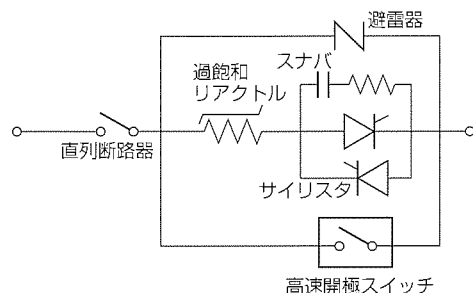 避雷器
スナバ
過飽和
リアクトル
直列断路器
サイリスタ
高速開極スイッチ